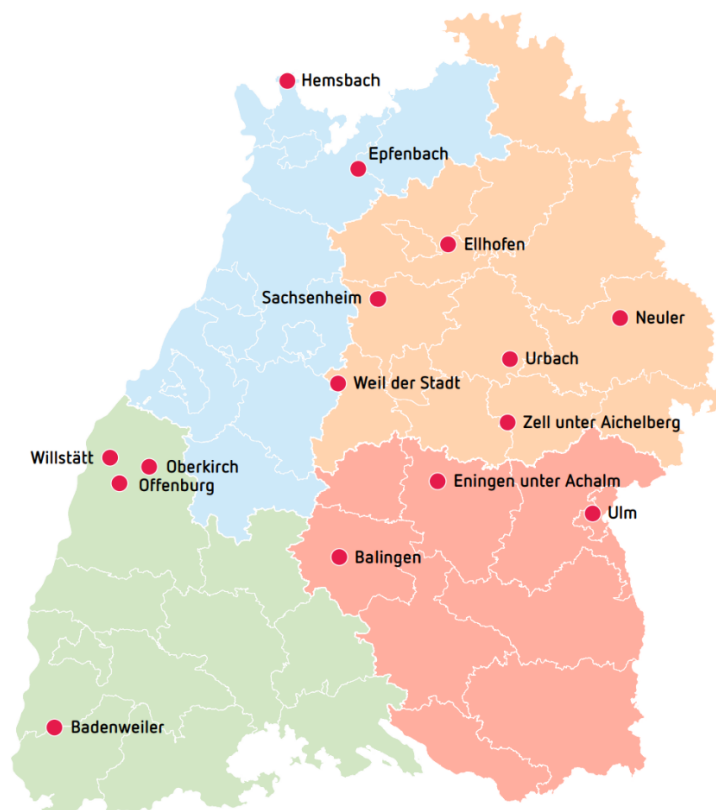 Hemsbach
Epfenbach
Ellhofen
Sachsenheim
Neuler
Urbach
Weil der Stadt
Zell unter Aichelberg
Willstätt
Oberkirch
Offenburg
Eningen unter Achalm
Ulm
Balingen
Badenweiler